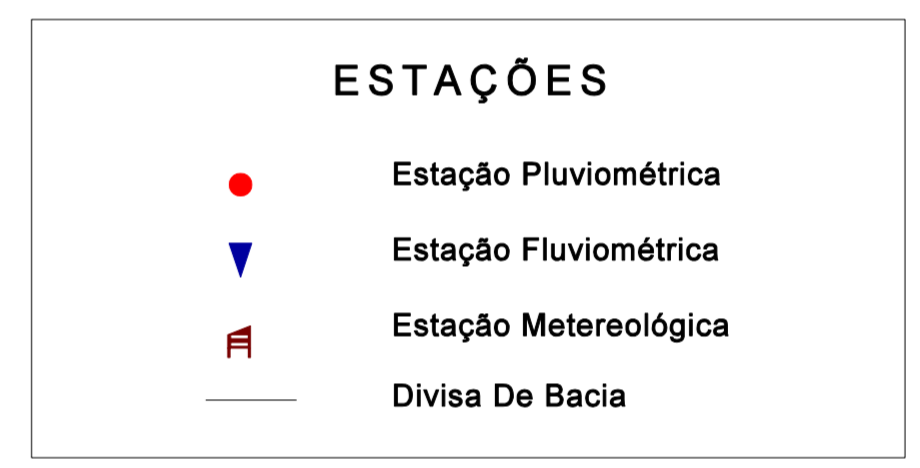 ESTAÇÕES
Estação Pluviométrica
Estação Fluviométrica
Estação Metereológica
Divisa De Bacia